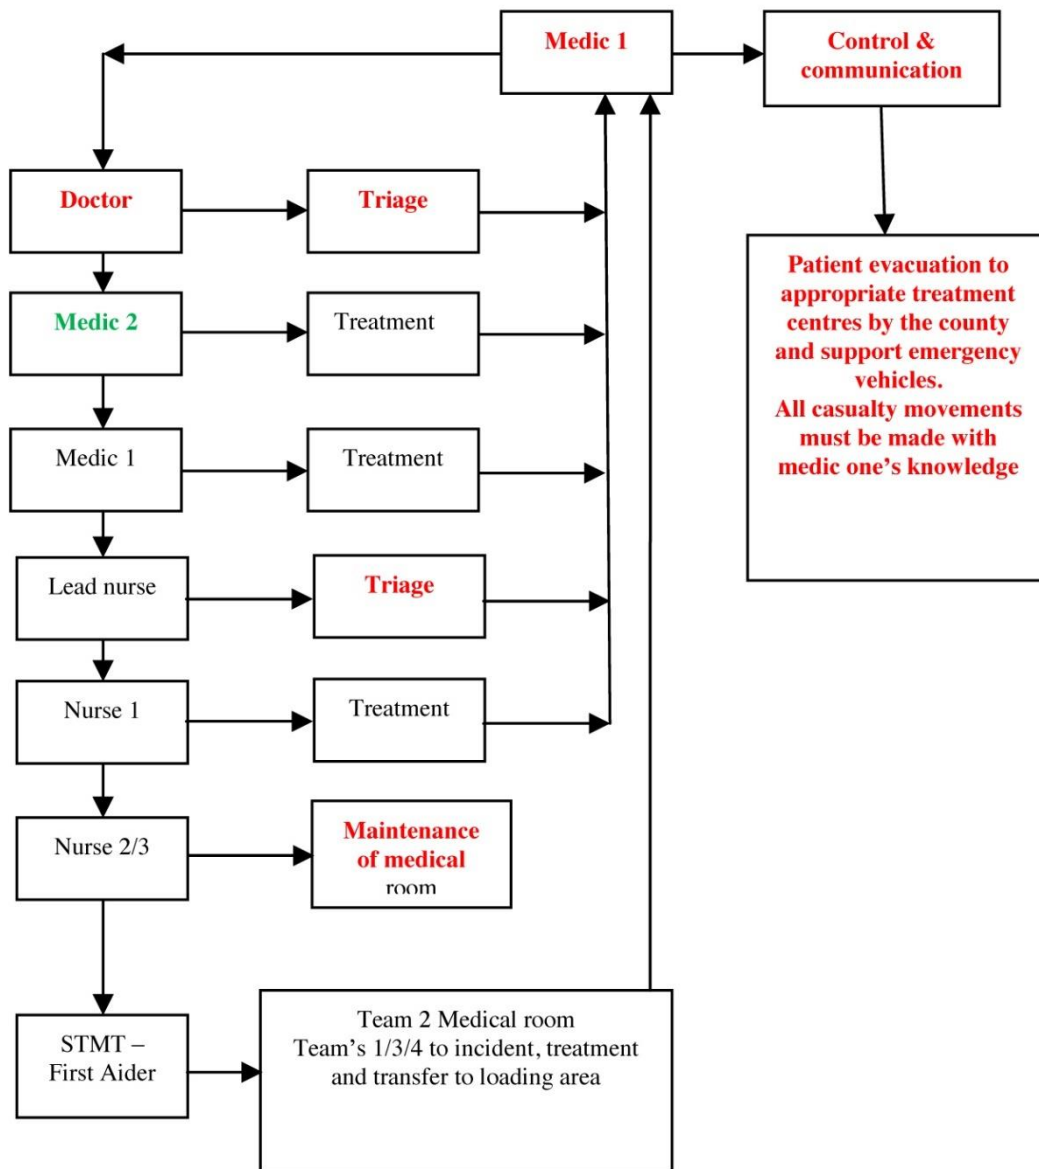 Medic 1
Control &
communication
Doctor
Triage
Patient evacuation to
appropriate treatment
centres by the county
and support emergency
vehicles.
All casualty movements
must be made with
medic one’s knowledge
Medic 2
Treatment
Medic 1
Treatment
Lead nurse
Triage
Nurse 1
Treatment
Nurse 2/3
Maintenance
of medical
room
STMT –
First Aider
Team 2 Medical room
Team’s 1/3/4 to incident, treatment
and transfer to loading area